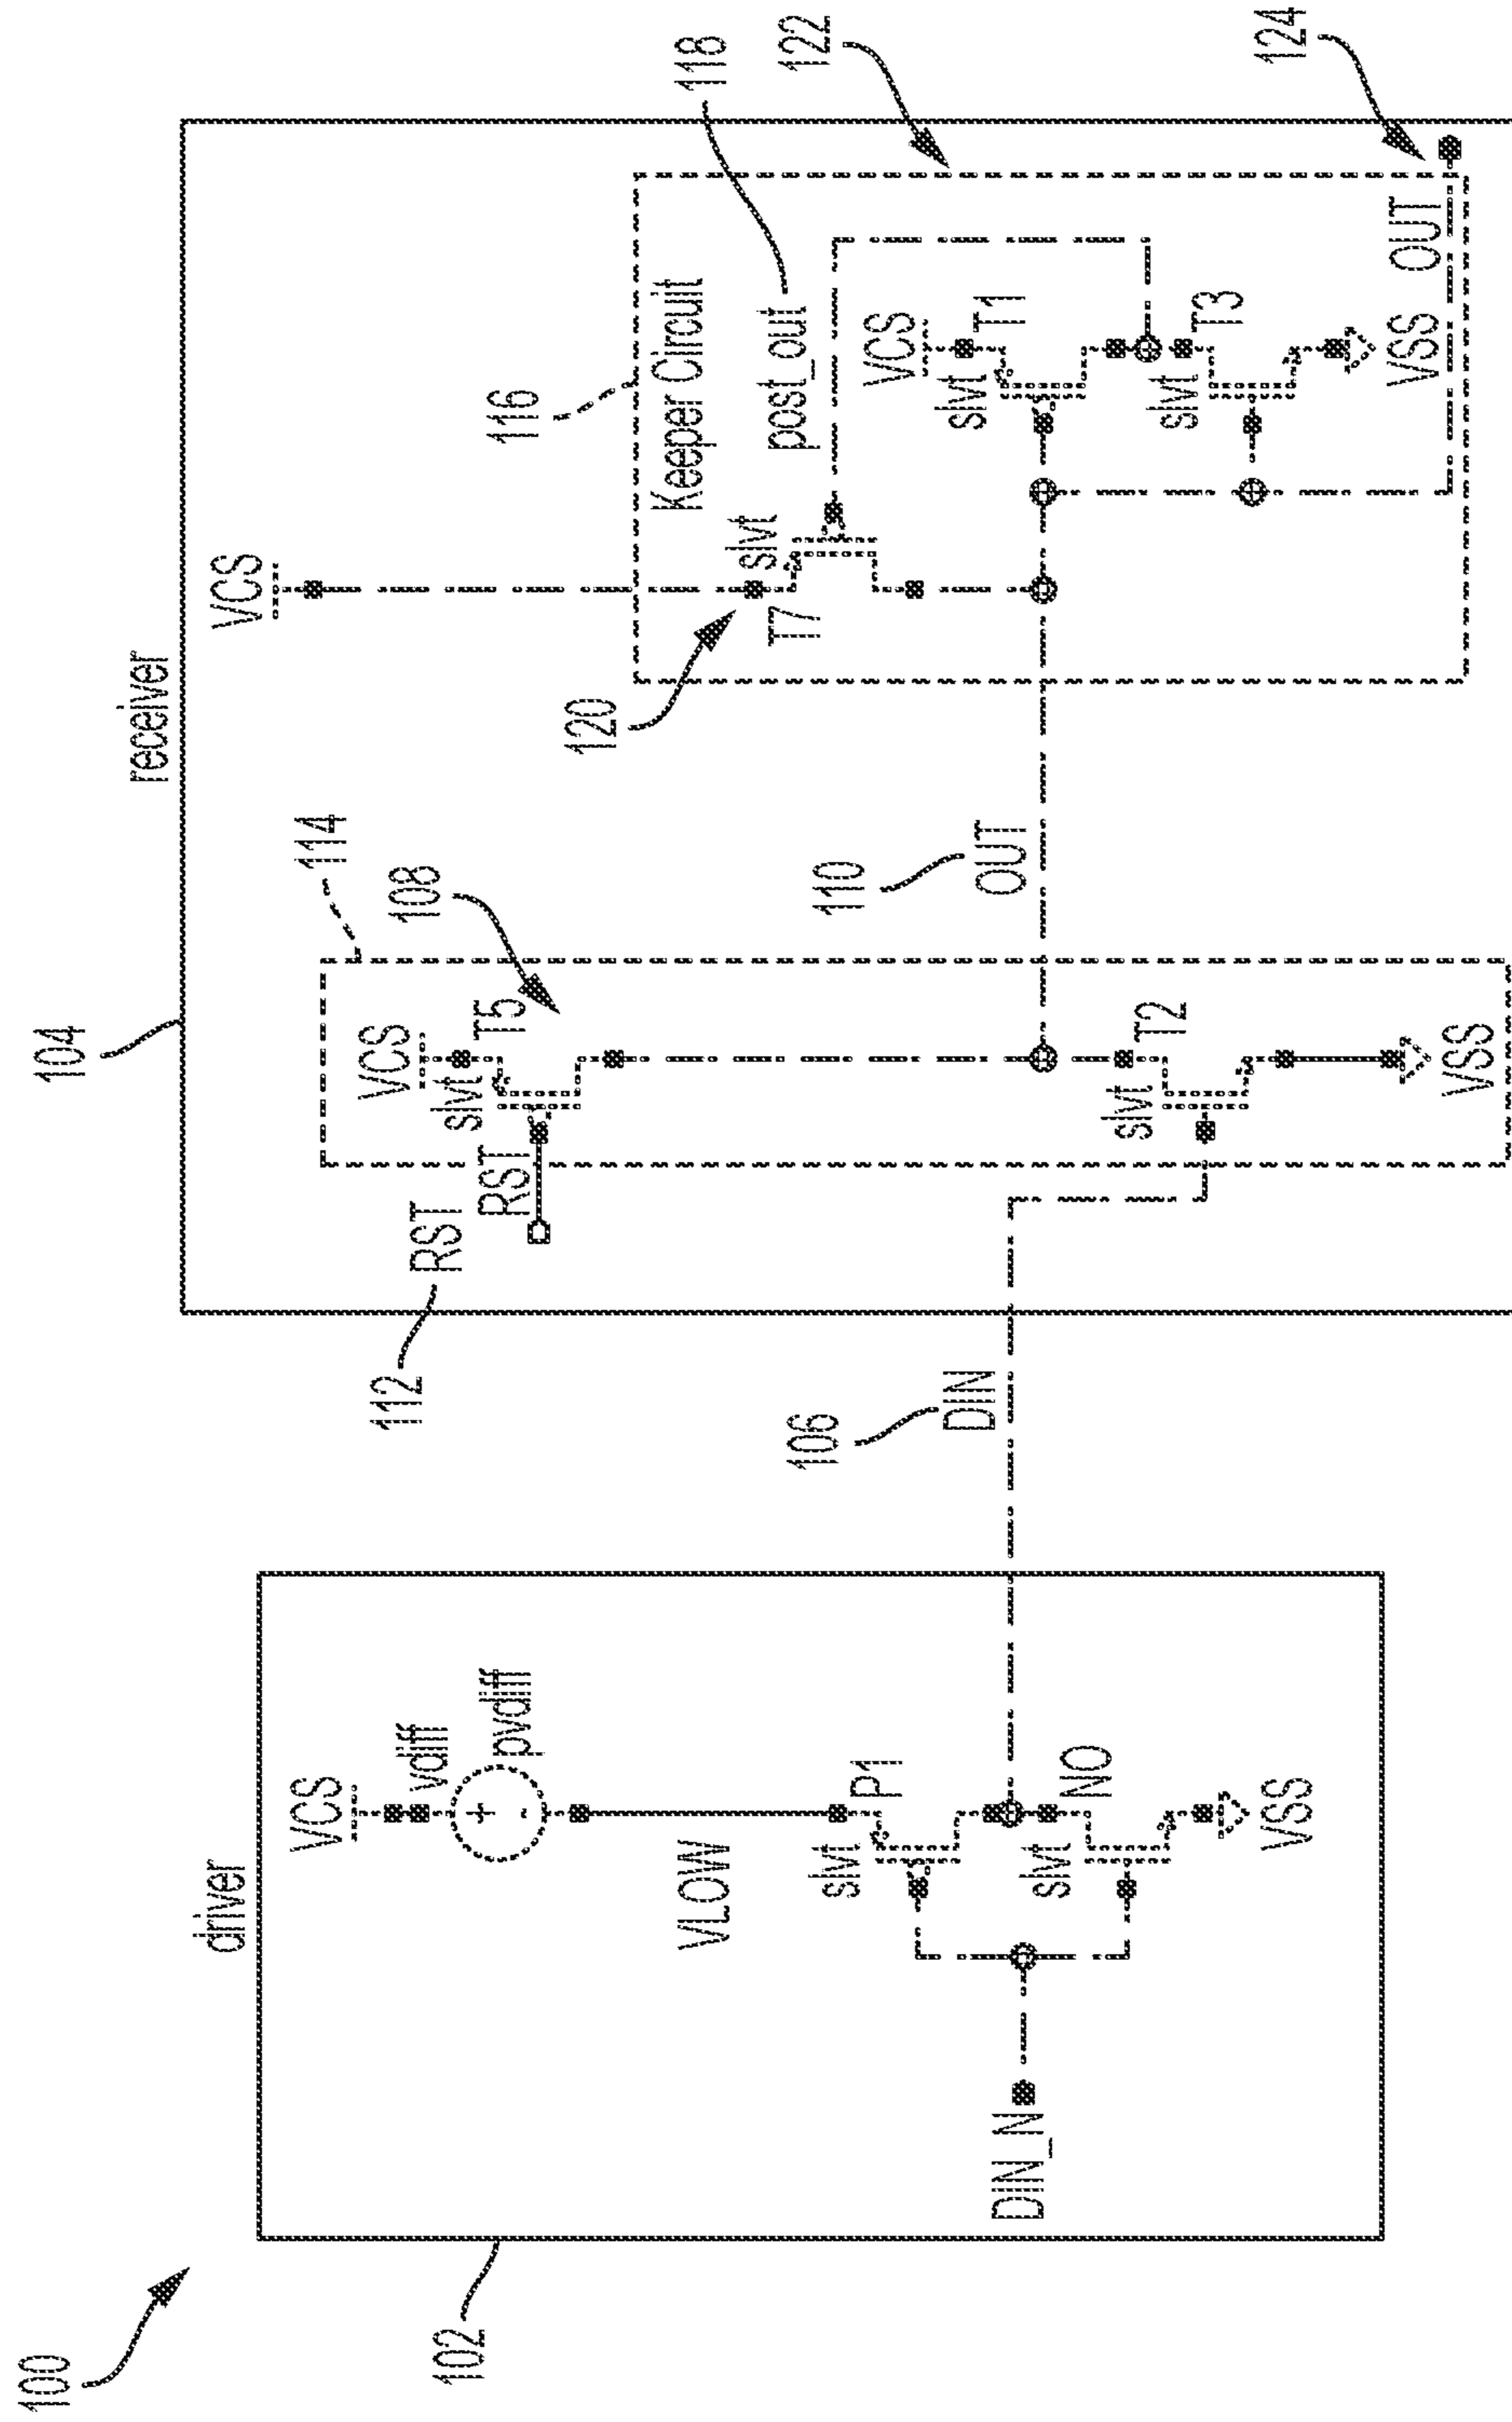 100
102
driver
VCS
vdiff
pvdiff
VLOW
slvt
P1
slvt
NO
VSS
DIN_N
106
DIN
104
receiver
112
RST
RST
114
108
VCS
slvt
T5
slvt
T2
VSS
110
OUT
VCS
120
T7
slvt
116
Keeper Circuit
118
post_out
VCS
slvt
T1
slvt
T3
VSS
OUT
122
124